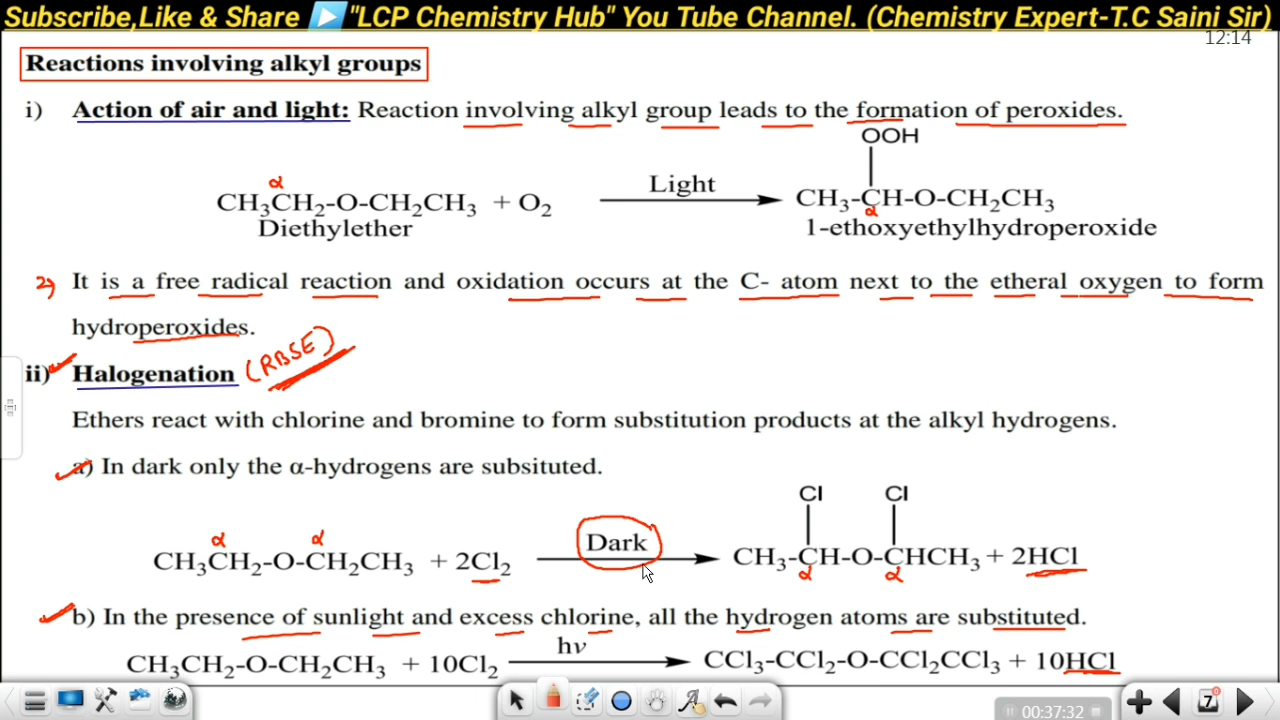 Subscribe,Like & Share ▶ "LCP Chemistry Hub" You Tube Channel. (Chemistry Expert-T.C Saini Sir)
12:14
Reactions involving alkyl groups
i) Action of air and light: Reaction involving alkyl group leads to the formation of peroxides.
OOH
α
CH₃CH₂-O-CH₂CH₃ + O₂ Light CH₃-CH-O-CH₂CH₃
α
Diethylether 1-ethoxyethylhydroperoxide
2) It is a free radical reaction and oxidation occurs at the C- atom next to the etheral oxygen to form
hydroperoxides.
ii) Halogenation (RBSE)
Ethers react with chlorine and bromine to form substitution products at the alkyl hydrogens.
a) In dark only the α-hydrogens are subsituted.
Cl Cl
α α
CH₃CH₂-O-CH₂CH₃ + 2Cl₂ Dark CH₃-CH-O-CHCH₃ + 2HCl
α α
b) In the presence of sunlight and excess chlorine, all the hydrogen atoms are substituted.
CH₃CH₂-O-CH₂CH₃ + 10Cl₂ hν CCl₃-CCl₂-O-CCl₂CCl₃ + 10HCl
7
00:37:32